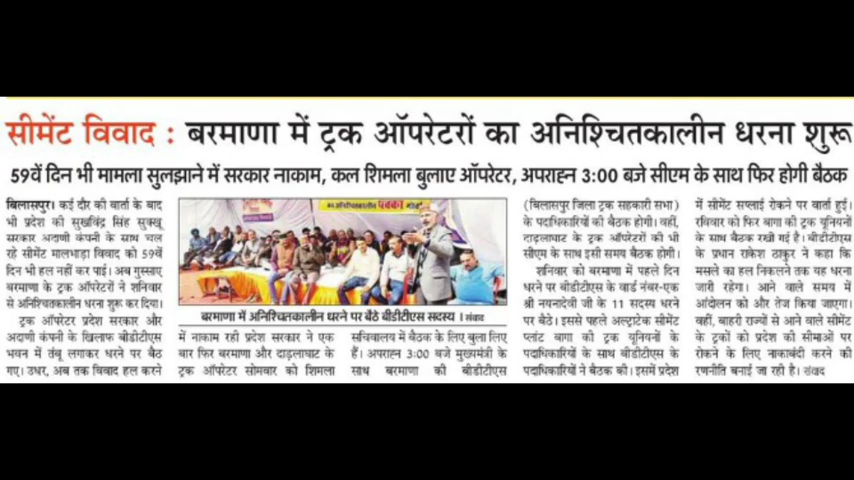 सीमेंट विवाद : बरमाणा में ट्रक ऑपरेटरों का अनिश्चितकालीन धरना शुरू
59वें दिन भी मामला सुलझाने में सरकार नाकाम, कल शिमला बुलाए ऑपरेटर, अपराह्न 3:00 बजे सीएम के साथ फिर होगी बैठक
बिलासपुर। कई दौर की वार्ता के बाद
भी प्रदेश की सुखविंद्र सिंह सुक्खू
सरकार अदाणी कंपनी के साथ चल
रहे सीमेंट मालभाड़ा विवाद को 59वें
दिन भी हल नहीं कर पाई। अब गुस्साए
बरमाणा के ट्रक ऑपरेटरों ने शनिवार
से अनिश्चितकालीन धरना शुरू कर दिया।
ट्रक ऑपरेटर प्रदेश सरकार और
अदाणी कंपनी के खिलाफ बीडीटीएस
भवन में तंबू लगाकर धरने पर बैठ
गए। उधर, अब तक विवाद हल करने
बरमाणा में अनिश्चितकालीन धरने पर बैठे बीडीटीएस सदस्य। संवाद
में नाकाम रही प्रदेश सरकार ने एक
बार फिर बरमाणा और दाड़लाघाट के
ट्रक ऑपरेटर सोमवार को शिमला
सचिवालय में बैठक के लिए बुला लिए
हैं। अपराह्न 3:00 बजे मुख्यमंत्री के
साथ बरमाणा की बीडीटीएस
(बिलासपुर जिला ट्रक सहकारी सभा)
के पदाधिकारियों की बैठक होगी। वहीं,
दाड़लाघाट के ट्रक ऑपरेटरों की भी
सीएम के साथ इसी समय बैठक होगी।
शनिवार को बरमाणा में पहले दिन
धरने पर बीडीटीएस के वार्ड नंबर-एक
श्री नयनादेवी जी के 11 सदस्य धरने
पर बैठे। इससे पहले अल्ट्राटेक सीमेंट
प्लांट बागा की ट्रक यूनियनों के
पदाधिकारियों के साथ बीडीटीएस के
पदाधिकारियों ने बैठक की। इसमें प्रदेश
में सीमेंट सप्लाई रोकने पर वार्ता हुई।
रविवार को फिर बागा की ट्रक यूनियनों
के साथ बैठक रखी गई है। बीडीटीएस
के प्रधान राकेश ठाकुर ने कहा कि
मसले का हल निकलने तक यह धरना
जारी रहेगा। आने वाले समय में
आंदोलन को और तेज किया जाएगा।
वहीं, बाहरी राज्यों से आने वाले सीमेंट
के ट्रकों को प्रदेश की सीमाओं पर
रोकने के लिए नाकाबंदी करने की
रणनीति बनाई जा रही है। संवाद